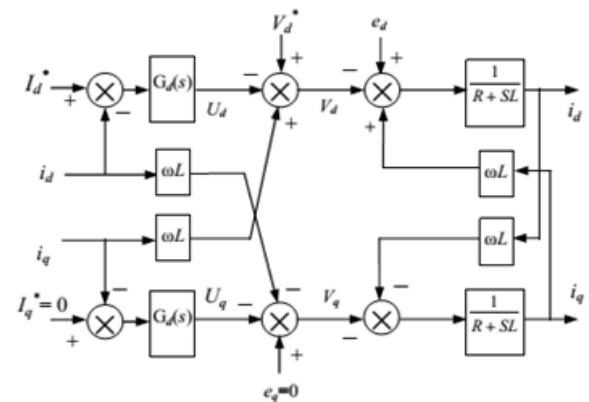 V_d^* e_d
+ +
I_d^* G_d(s) − − 1/(R + SL)
+ − U_d + V_d + i_d
i_d ωL ωL
i_q ωL ωL
− U_q − V_q − i_q
I_q^*= 0 G_d(s) − − 1/(R + SL)
+ +
e_q=0